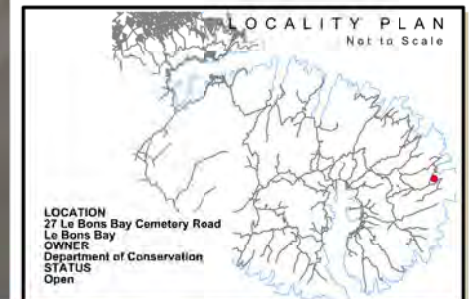 LOCALITY PLAN
Not to Scale
LOCATION
27 Le Bons Bay Cemetery Road
Le Bons Bay
OWNER
Department of Conservation
STATUS
Open